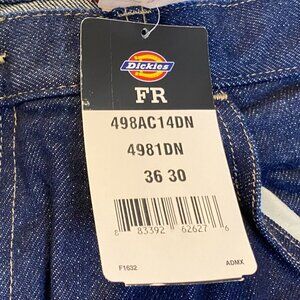 Dickies
FR
498AC14DN
4981DN
36 30
8 83392 62627 6
F1632 ADMX